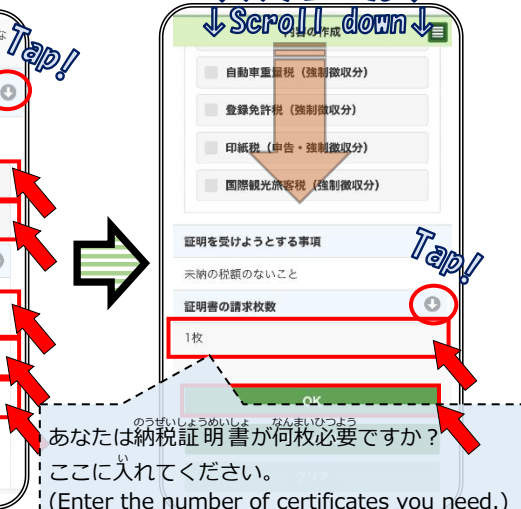 Tap!
↓Scroll down↓
自動車重量税（強制徴収分）
登録免許税（強制徴収分）
印紙税（申告・強制徴収分）
国際観光旅客税（強制徴収分）
証明を受けようとする事項
未納の税額のないこと
Tap!
証明書の請求枚数
1枚
OK
のうぜいしょうめいしょ なんまいひつよう
あなたは納税証明書が何枚必要ですか？
い
ここに入れてください。
(Enter the number of certificates you need.)